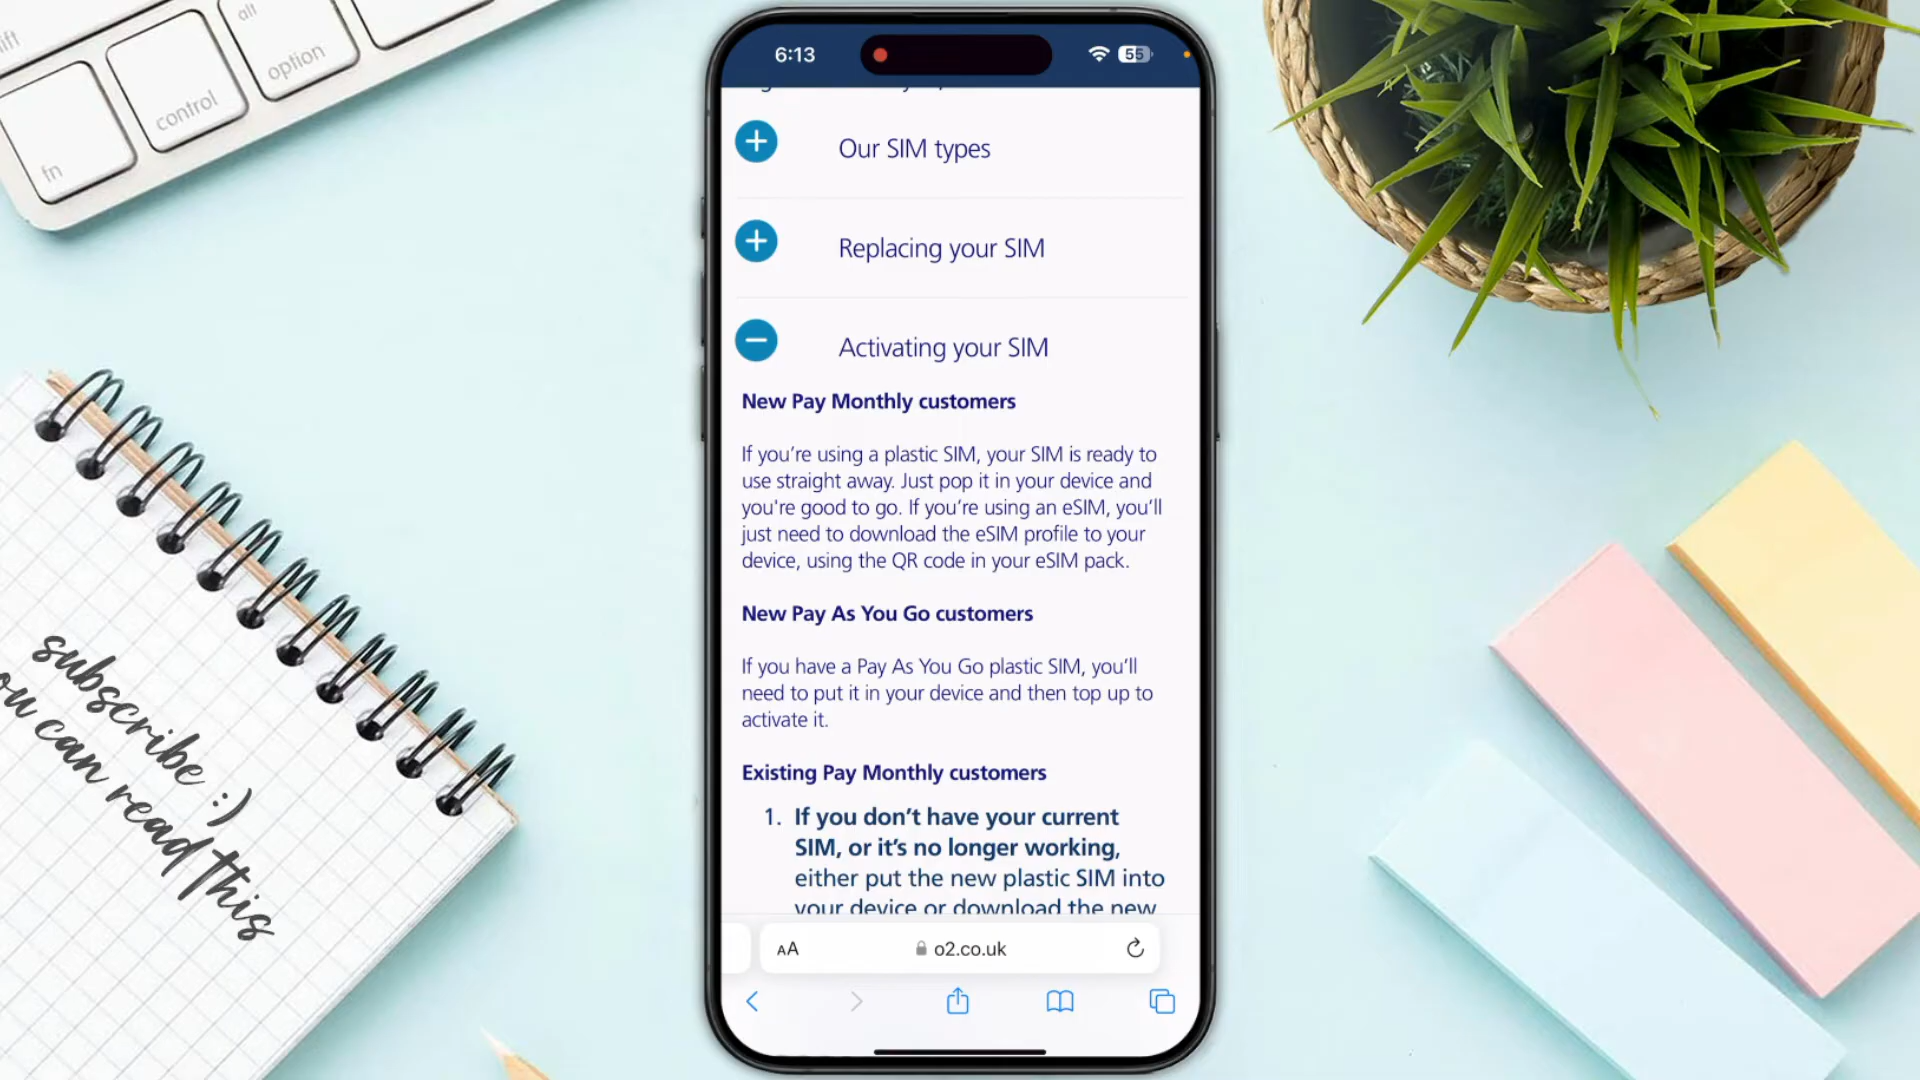 alt
option
control
fn
6:13
55
Our SIM types
Replacing your SIM
Activating your SIM
New Pay Monthly customers
If you’re using a plastic SIM, your SIM is ready to
use straight away. Just pop it in your device and
you're good to go. If you’re using an eSIM, you’ll
just need to download the eSIM profile to your
device, using the QR code in your eSIM pack.
New Pay As You Go customers
If you have a Pay As You Go plastic SIM, you’ll
need to put it in your device and then top up to
activate it.
Existing Pay Monthly customers
1. If you don’t have your current
SIM, or it’s no longer working,
either put the new plastic SIM into
your device or download the new
AA
o2.co.uk
subscribe :)
can read this